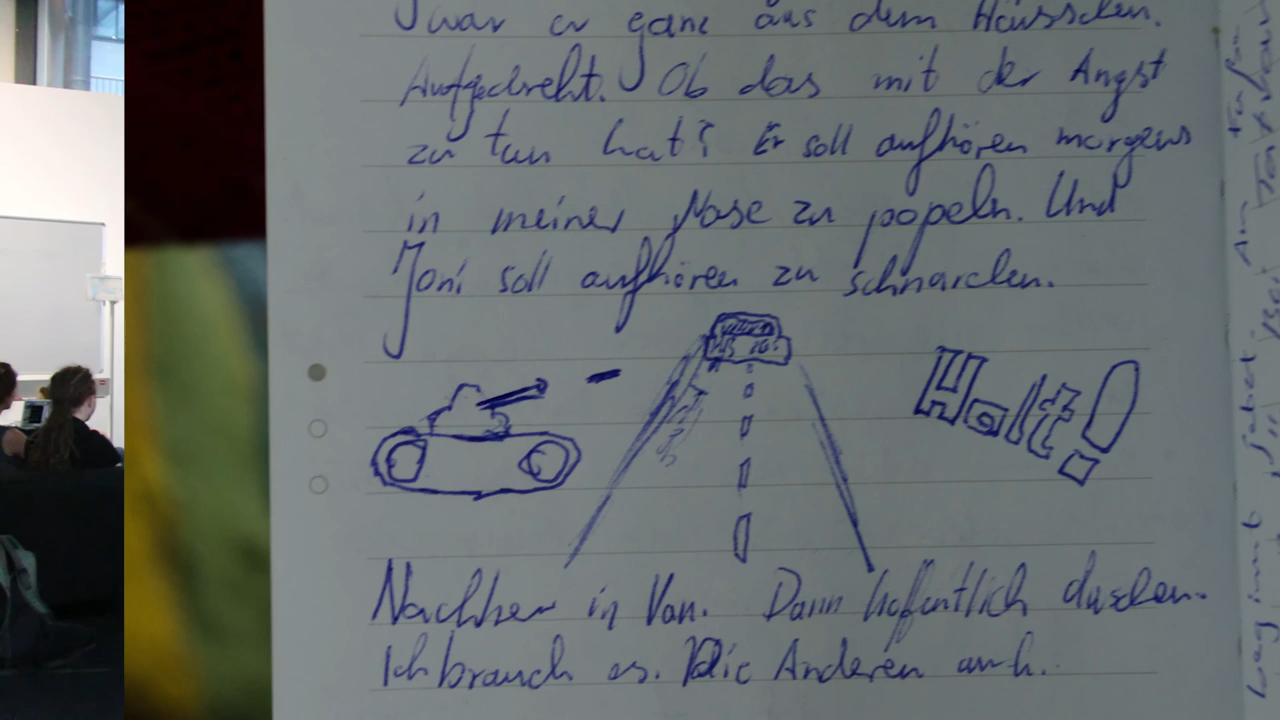 war er ganz aus dem Häusschen.
Aufgedreht. Ob das mit der Angst
zu tun hat? Er soll aufhören morgens
in meiner Nase zu popeln. Und
Joni soll aufhören zu schnarchen.
Halt!
Nachher in Van. Dann hofentlich duschen.
Ich brauch es. Die Anderen auch.